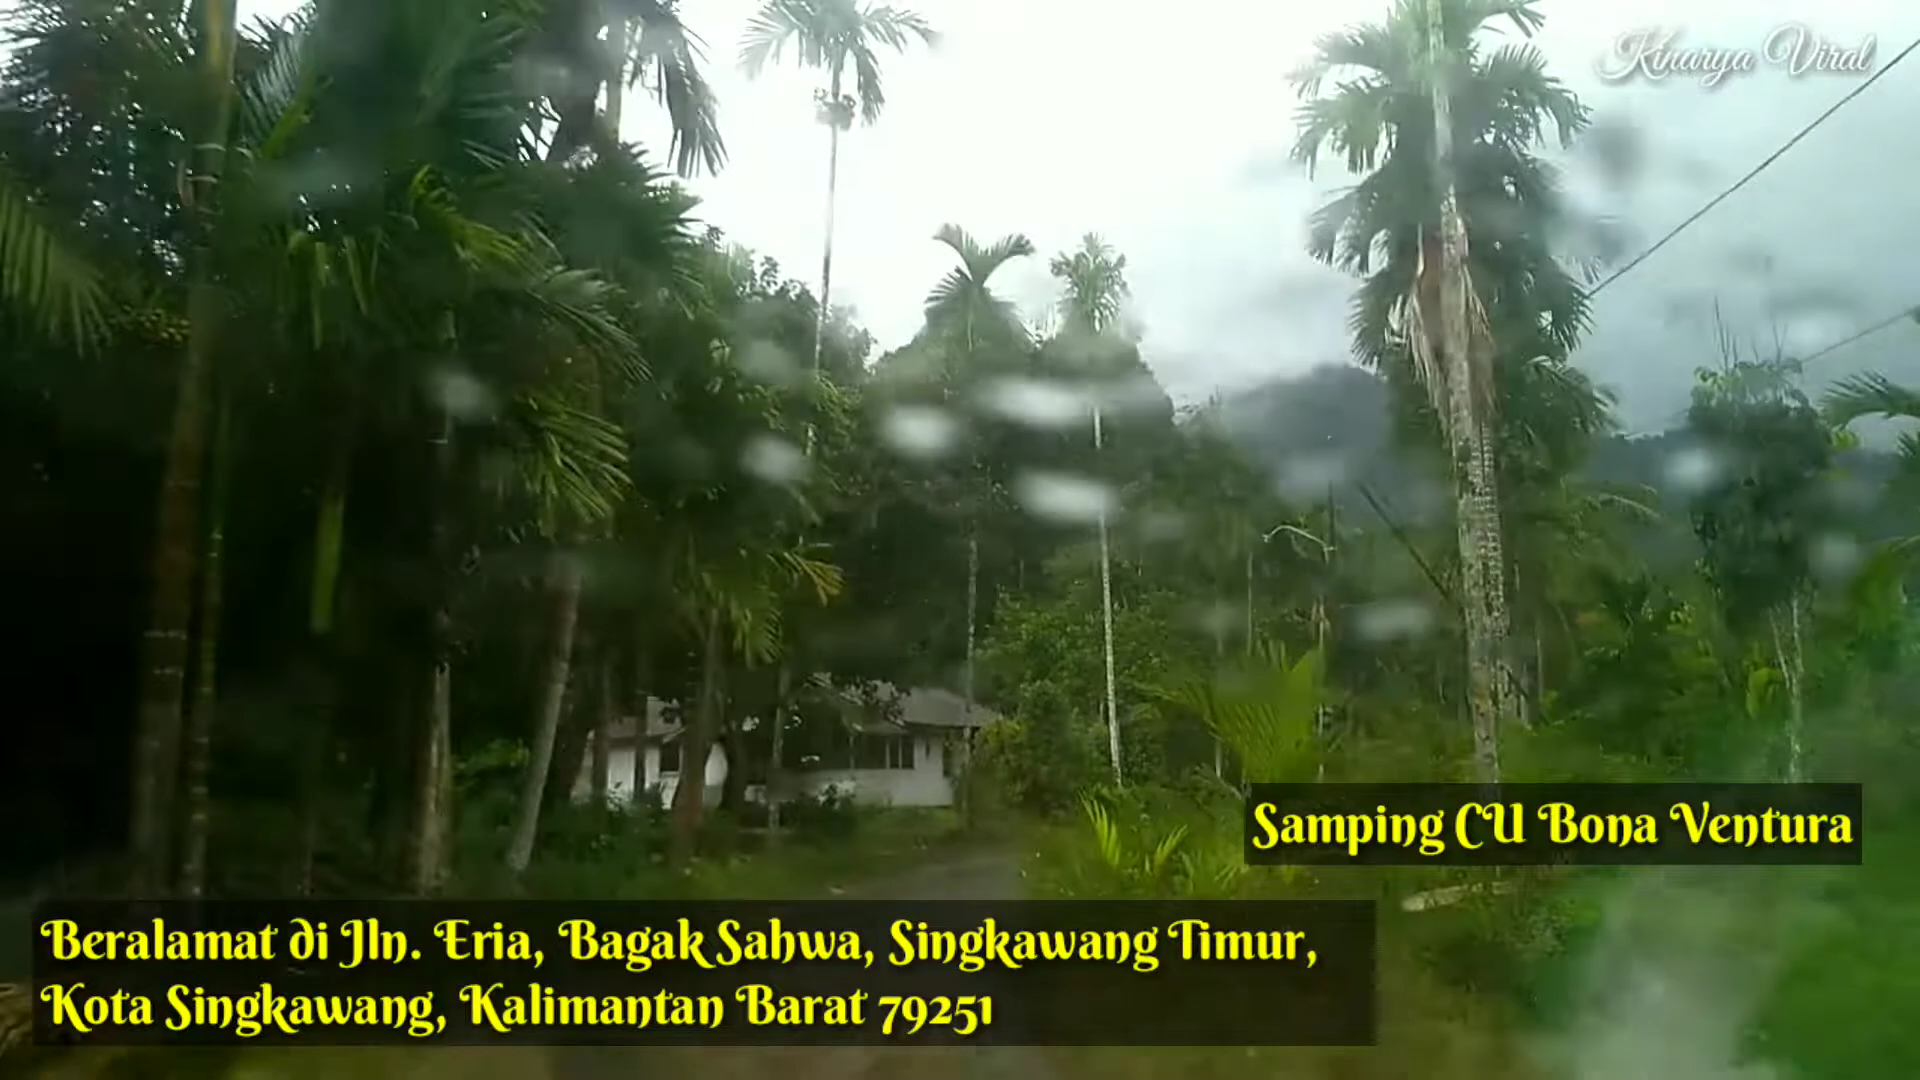 Kinarya Viral
Samping CU Bona Ventura
Beralamat di Jln. Eria, Bagak Sahwa, Singkawang Timur,
Kota Singkawang, Kalimantan Barat 79251